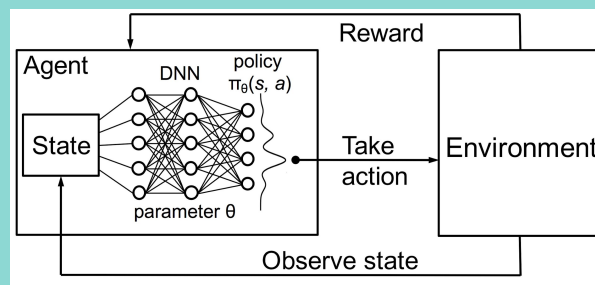 Reward
Agent
DNN
policy
πθ(s, a)
State
Take
action
Environment
parameter θ
Observe state